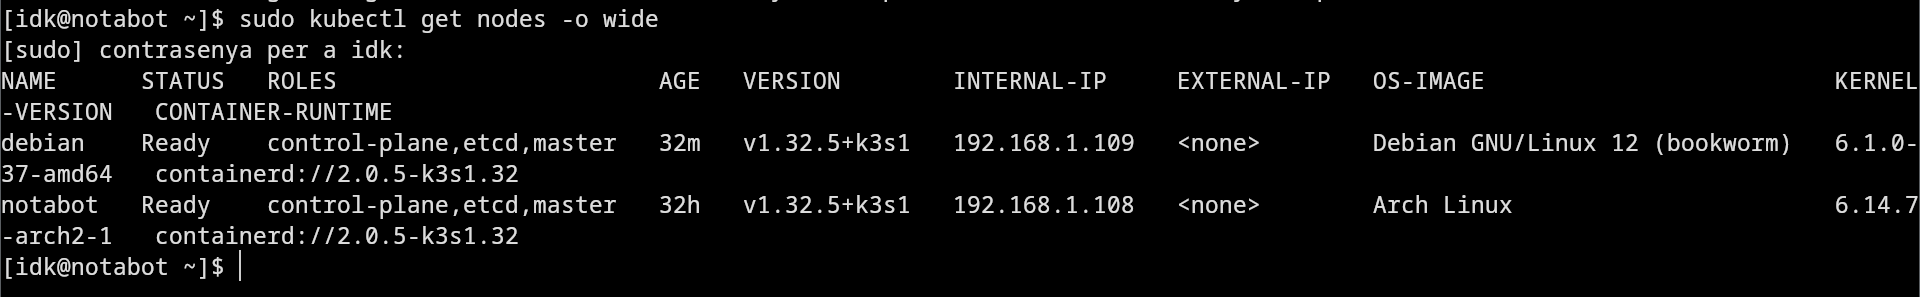 [idk@notabot ~]$ sudo kubectl get nodes -o wide
[sudo] contrasenya per a idk:
NAME      STATUS   ROLES                       AGE   VERSION        INTERNAL-IP     EXTERNAL-IP   OS-IMAGE                         KERNEL
-VERSION   CONTAINER-RUNTIME
debian    Ready    control-plane,etcd,master   32m   v1.32.5+k3s1   192.168.1.109   <none>        Debian GNU/Linux 12 (bookworm)   6.1.0-
37-amd64   containerd://2.0.5-k3s1.32
notabot   Ready    control-plane,etcd,master   32h   v1.32.5+k3s1   192.168.1.108   <none>        Arch Linux                       6.14.7
-arch2-1   containerd://2.0.5-k3s1.32
[idk@notabot ~]$